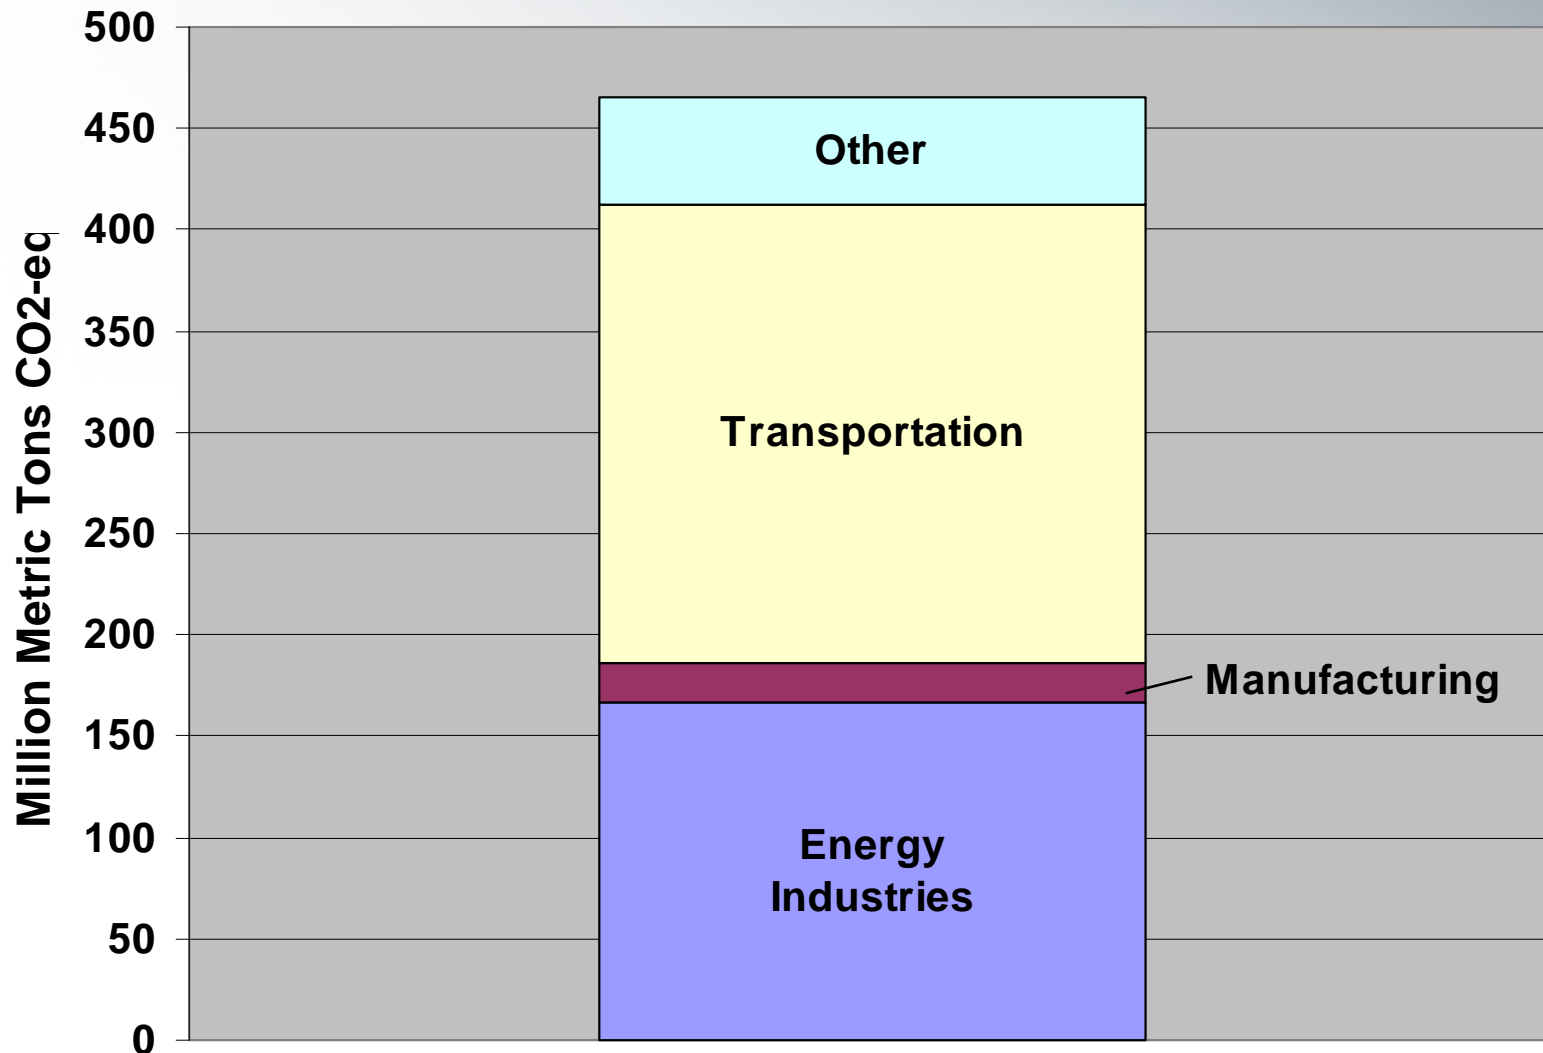 500
450
400
350
300
250
200
150
100
50
0
Million Metric Tons CO2-eq
Other
Transportation
Manufacturing
Energy
Industries